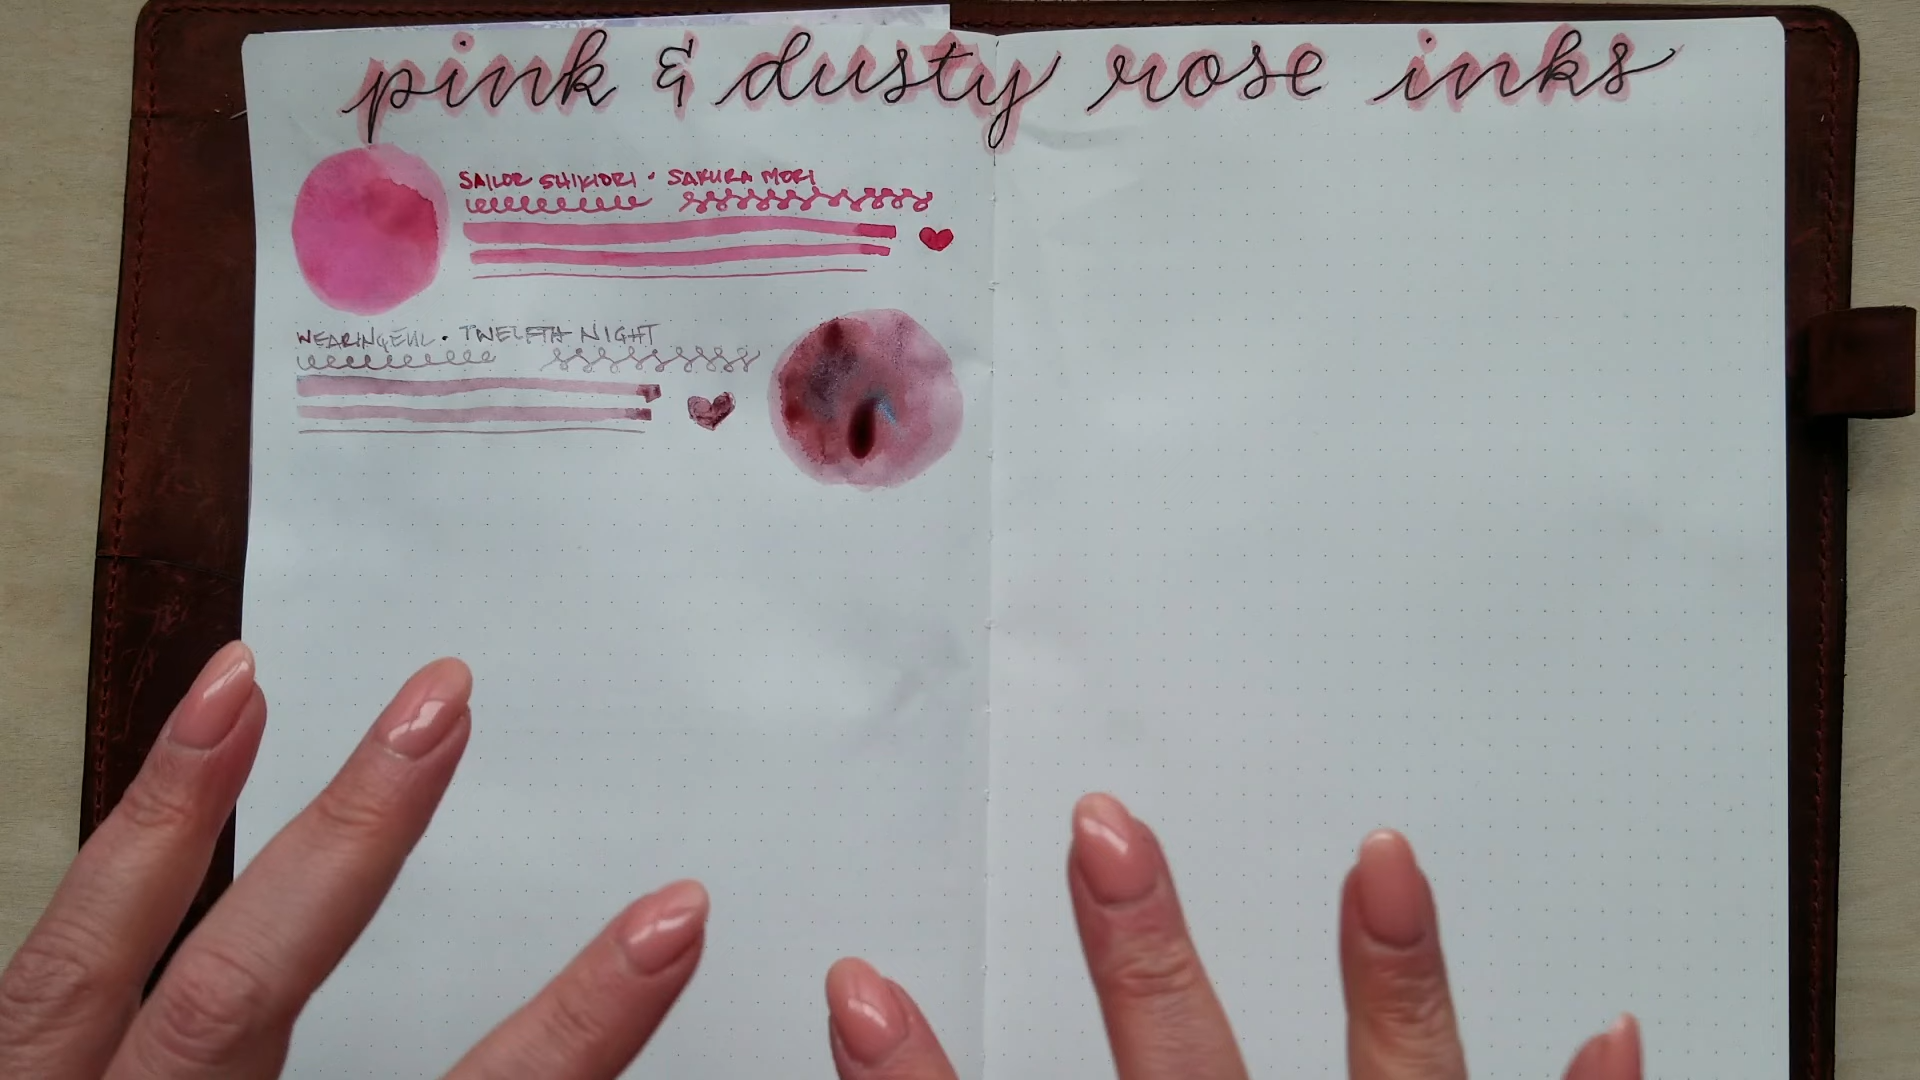 pink & dusty rose inks
SAILOR SHIKIORI · SAKURA MORI
WEARINGEUL · TWELFTH NIGHT